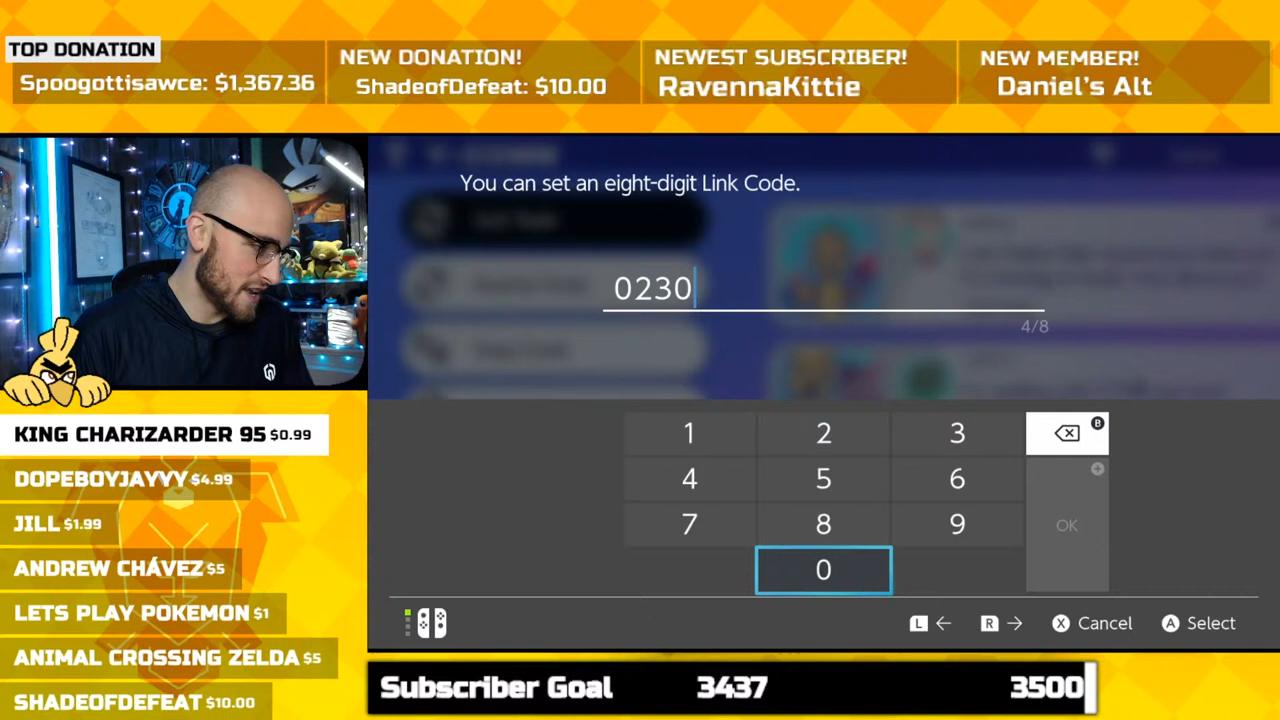 TOP DONATION
Spoogottisawce: $1,367.36
NEW DONATION!
ShadeofDefeat: $10.00
NEWEST SUBSCRIBER!
RavennaKittie
NEW MEMBER!
Daniel's Alt
You can set an eight-digit Link Code.
0230
4/8
1 2 3 B
4 5 6 +
7 8 9 OK
0
L ← R → X Cancel A Select
KING CHARIZARDER 95 $0.99
DOPEBOYJAYYY $4.99
JILL $1.99
ANDREW CHÁVEZ $5
LETS PLAY POKEMON $1
ANIMAL CROSSING ZELDA $5
SHADEOFDEFEAT $10.00
Subscriber Goal 3437 3500